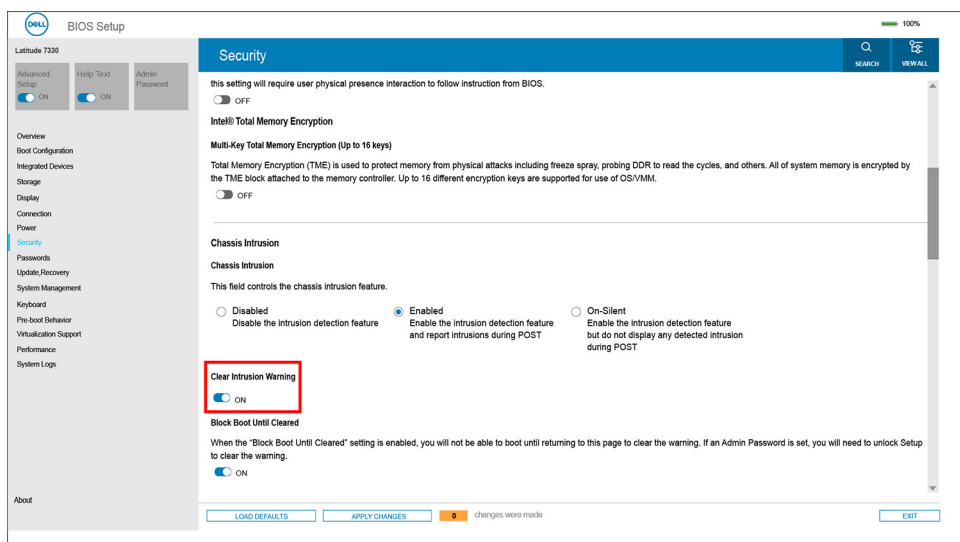 DELL
BIOS Setup
100%
Latitude 7330
Advanced Setup
ON
Help Text
ON
Admin Password
Overview
Boot Configuration
Integrated Devices
Storage
Display
Connection
Power
Security
Passwords
Update,Recovery
System Management
Keyboard
Pre-boot Behavior
Virtualization Support
Performance
System Logs
About
Security
SEARCH
VIEW ALL
this setting will require user physical presence interaction to follow instruction from BIOS.
OFF
Intel® Total Memory Encryption
Multi-Key Total Memory Encryption (Up to 16 keys)
Total Memory Encryption (TME) is used to protect memory from physical attacks including freeze spray, probing DDR to read the cycles, and others. All of system memory is encrypted by
the TME block attached to the memory controller. Up to 16 different encryption keys are supported for use of OS/VMM.
OFF
Chassis Intrusion
Chassis Intrusion
This field controls the chassis intrusion feature.
Disabled
Disable the intrusion detection feature
Enabled
Enable the intrusion detection feature
and report intrusions during POST
On-Silent
Enable the intrusion detection feature
but do not display any detected intrusion
during POST
Clear Intrusion Warning
ON
Block Boot Until Cleared
When the "Block Boot Until Cleared" setting is enabled, you will not be able to boot until returning to this page to clear the warning. If an Admin Password is set, you will need to unlock Setup
to clear the warning.
ON
LOAD DEFAULTS
APPLY CHANGES
0
changes were made
EXIT